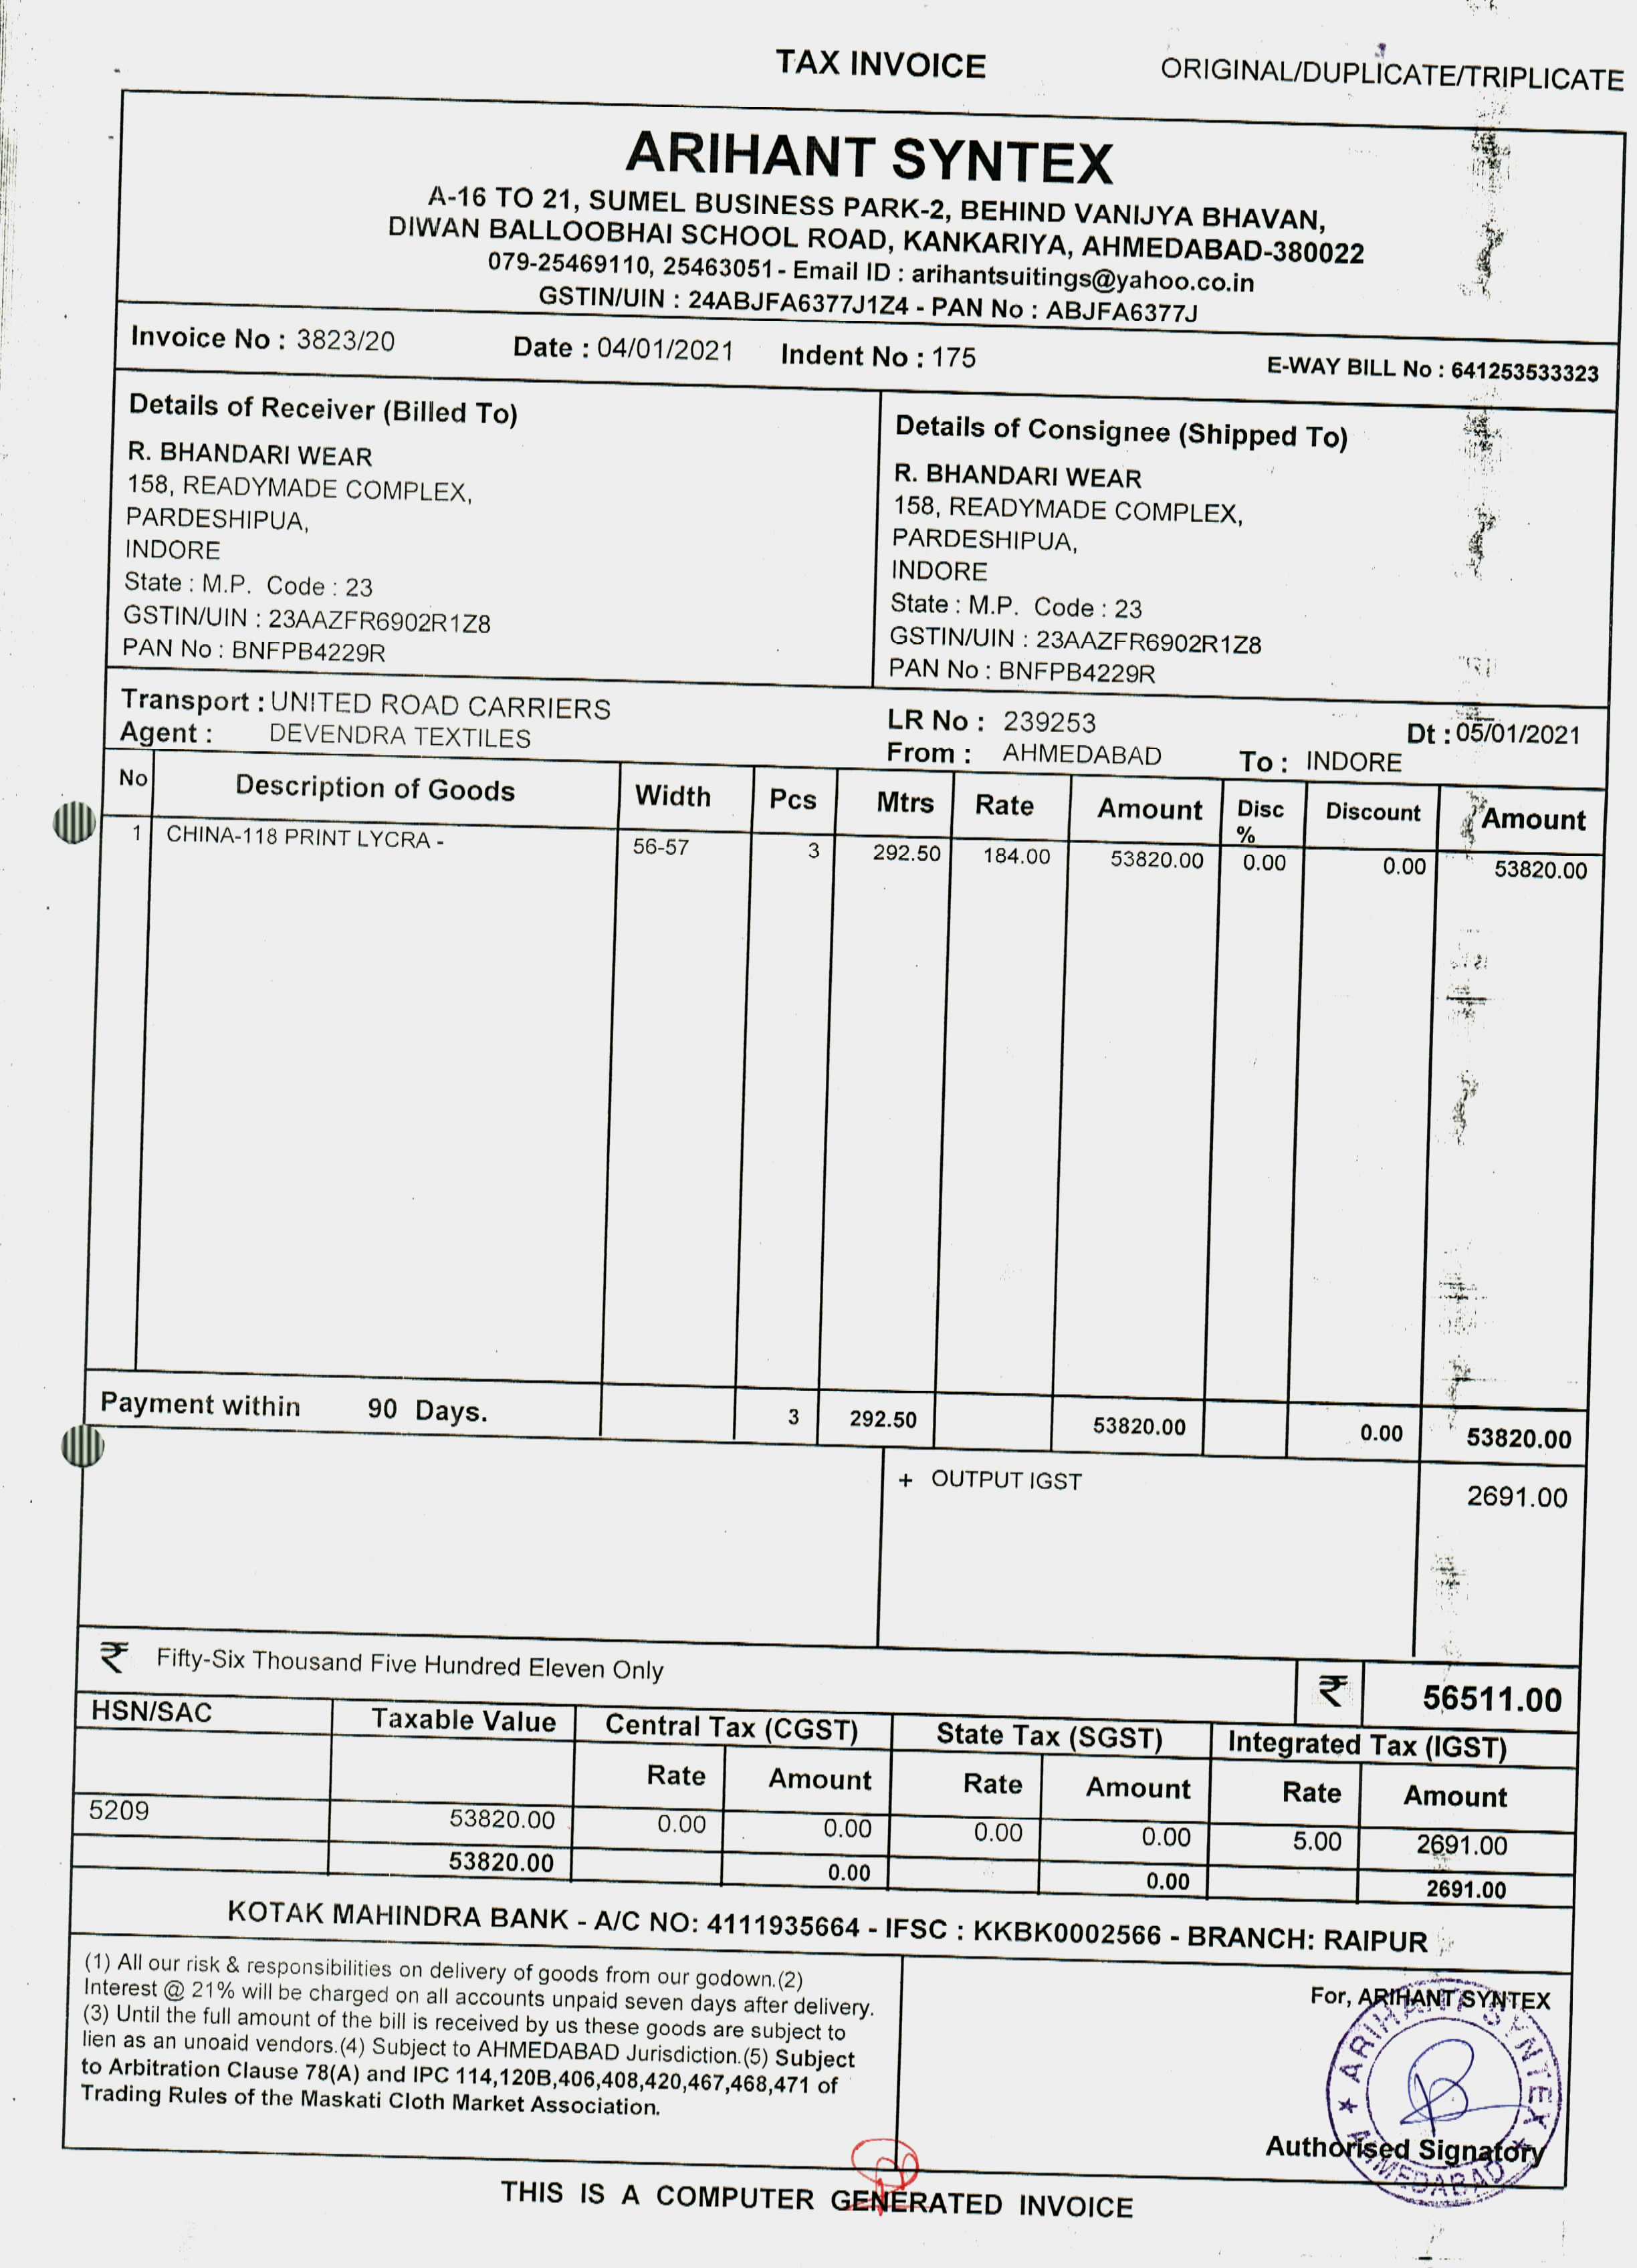 TAX INVOICE ORIGINAL/DUPLICATE/TRIPLICATE
ARIHANT SYNTEX
A-16 TO 21, SUMEL BUSINESS PARK-2, BEHIND VANIJYA BHAVAN,
DIWAN BALLOOBHAI SCHOOL ROAD, KANKARIYA, AHMEDABAD-380022
079-25469110, 25463051 - Email ID : arihantsuitings@yahoo.co.in
GSTIN/UIN : 24ABJFA6377J1Z4 - PAN No : ABJFA6377J
Invoice No : 3823/20 Date : 04/01/2021 Indent No : 175 E-WAY BILL No : 641253533323
Details of Receiver (Billed To)
R. BHANDARI WEAR
158, READYMADE COMPLEX,
PARDESHIPUA,
INDORE
State : M.P. Code : 23
GSTIN/UIN : 23AAZFR6902R1Z8
PAN No : BNFPB4229R
Details of Consignee (Shipped To)
R. BHANDARI WEAR
158, READYMADE COMPLEX,
PARDESHIPUA,
INDORE
State : M.P. Code : 23
GSTIN/UIN : 23AAZFR6902R1Z8
PAN No : BNFPB4229R
Transport : UNITED ROAD CARRIERS LR No : 239253 Dt : 05/01/2021
Agent : DEVENDRA TEXTILES From : AHMEDABAD To : INDORE
No Description of Goods Width Pcs Mtrs Rate Amount Disc % Discount Amount
1 CHINA-118 PRINT LYCRA - 56-57 3 292.50 184.00 53820.00 0.00 0.00 53820.00
Payment within 90 Days. 3 292.50 53820.00 0.00 53820.00
+ OUTPUT IGST 2691.00
₹ Fifty-Six Thousand Five Hundred Eleven Only ₹ 56511.00
HSN/SAC Taxable Value Central Tax (CGST) State Tax (SGST) Integrated Tax (IGST)
Rate Amount Rate Amount Rate Amount
5209 53820.00 0.00 0.00 0.00 0.00 5.00 2691.00
53820.00 0.00 0.00 2691.00
KOTAK MAHINDRA BANK - A/C NO: 4111935664 - IFSC : KKBK0002566 - BRANCH: RAIPUR
(1) All our risk & responsibilities on delivery of goods from our godown.(2)
Interest @ 21% will be charged on all accounts unpaid seven days after delivery.
(3) Until the full amount of the bill is received by us these goods are subject to
lien as an unoaid vendors.(4) Subject to AHMEDABAD Jurisdiction.(5) Subject
to Arbitration Clause 78(A) and IPC 114,120B,406,408,420,467,468,471 of
Trading Rules of the Maskati Cloth Market Association.
For, ARIHANT SYNTEX
ARIHANT SYNTEX
AHMEDABAD
Authorised Signatory
THIS IS A COMPUTER GENERATED INVOICE